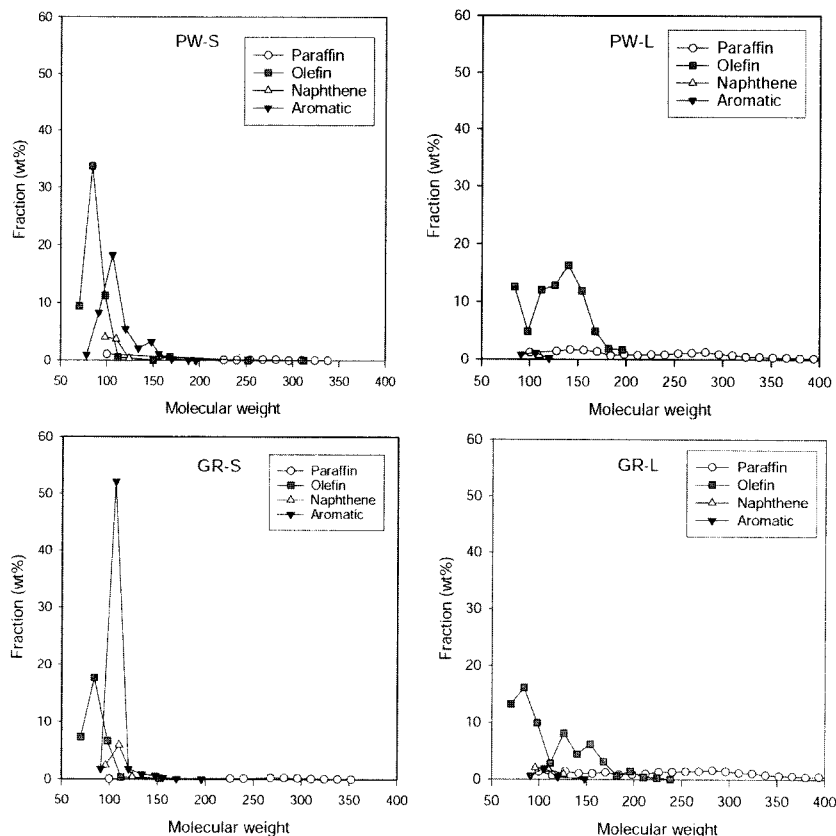 PW-S
Paraffin
Olefin
Naphthene
Aromatic
Fraction (wt%)
60
50
40
30
20
10
0
50 100 150 200 250 300 350 400
Molecular weight
PW-L
Paraffin
Olefin
Naphthene
Aromatic
Fraction (wt%)
60
50
40
30
20
10
0
50 100 150 200 250 300 350 400
Molecular weight
GR-S
Paraffin
Olefin
Naphthene
Aromatic
Fraction (wt%)
60
50
40
30
20
10
0
50 100 150 200 250 300 350 400
Molecular weight
GR-L
Paraffin
Olefin
Naphthene
Aromatic
Fraction (wt%)
60
50
40
30
20
10
0
50 100 150 200 250 300 350 400
Molecular weight